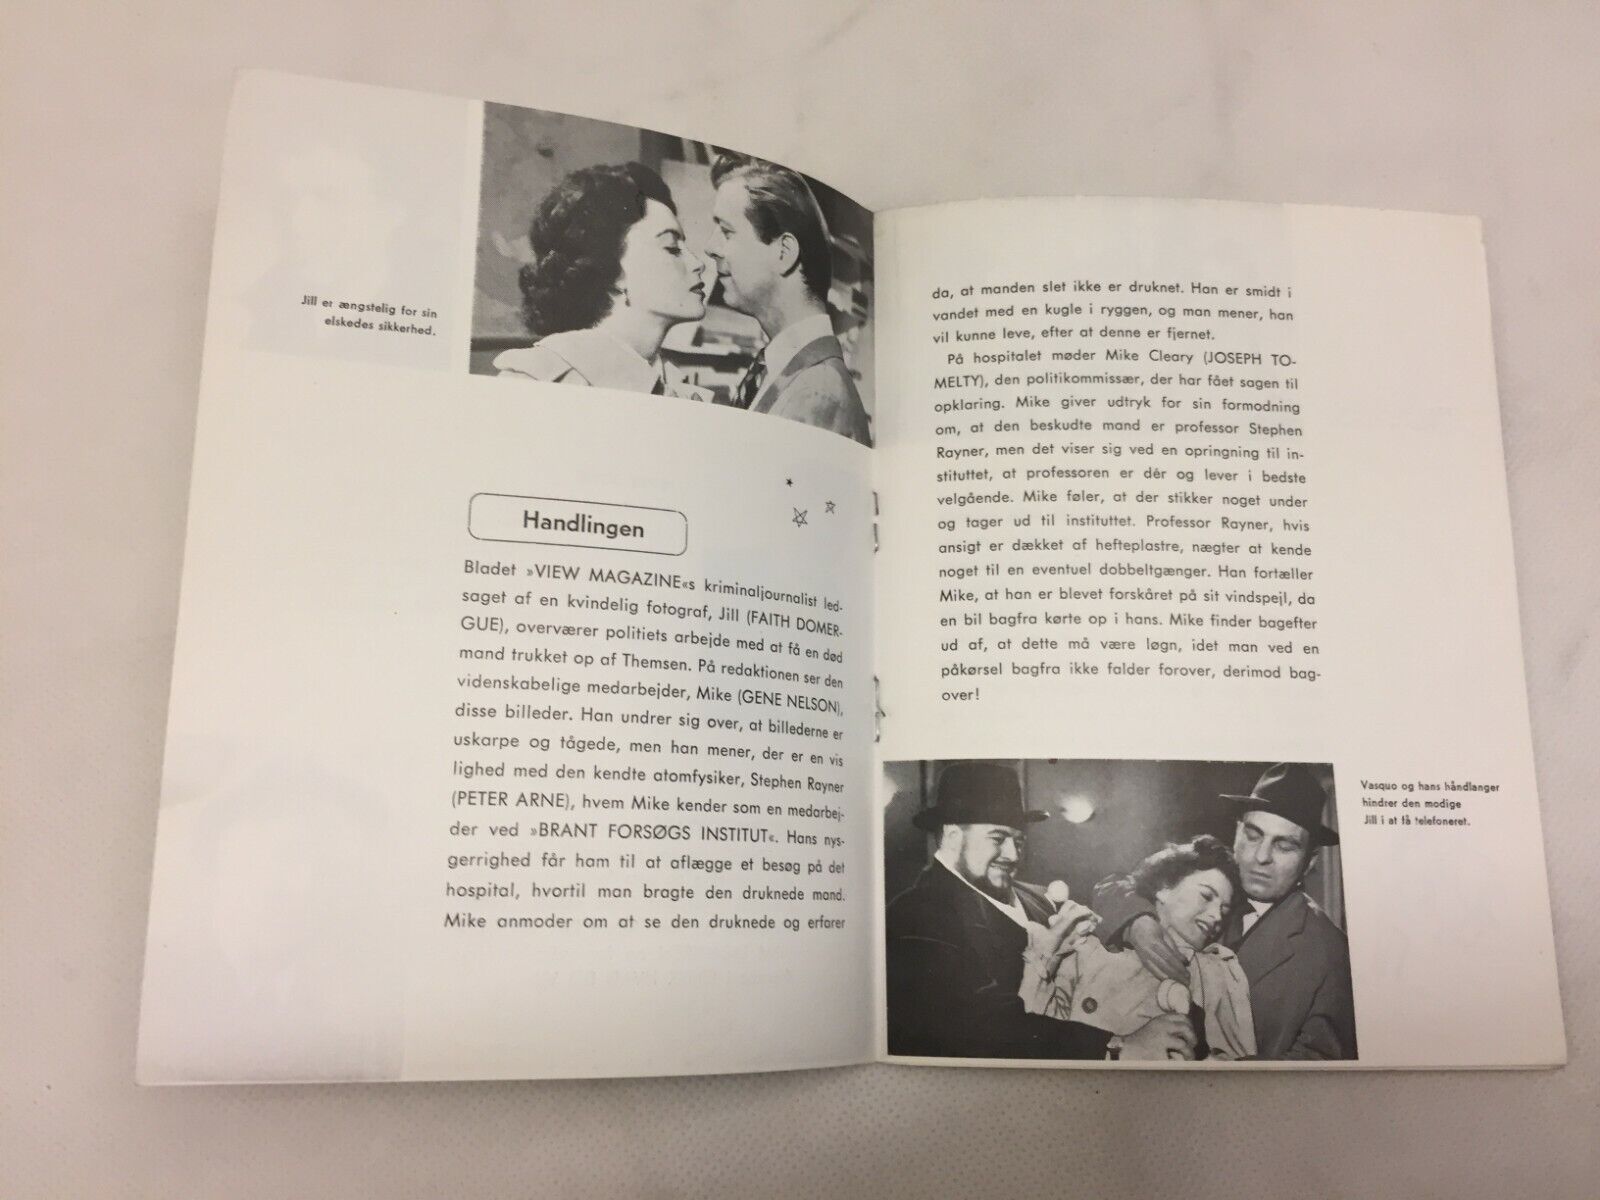 Jill er ængstelig for sin
elskedes sikkerhed.
Handlingen
Bladet »VIEW MAGAZINE«s kriminaljournalist led-
saget af en kvindelig fotograf, Jill (FAITH DOMER-
GUE), overværer politiets arbejde med at få en død
mand trukket op af Themsen. På redaktionen ser den
videnskabelige medarbejder, Mike (GENE NELSON),
disse billeder. Han undrer sig over, at billederne er
uskarpe og tågede, men han mener, der er en vis
lighed med den kendte atomfysiker, Stephen Rayner
(PETER ARNE), hvem Mike kender som en medarbej-
der ved »BRANT FORSØGS INSTITUT«. Hans nys-
gerrighed får ham til at aflægge et besøg på det
hospital, hvortil man bragte den druknede mand.
Mike anmoder om at se den druknede og erfarer
da, at manden slet ikke er druknet. Han er smidt i
vandet med en kugle i ryggen, og man mener, han
vil kunne leve, efter at denne er fjernet.
På hospitalet møder Mike Cleary (JOSEPH TO-
MELTY), den politikommissær, der har fået sagen til
opklaring. Mike giver udtryk for sin formodning
om, at den beskudte mand er professor Stephen
Rayner, men det viser sig ved en opringning til in-
stituttet, at professoren er dér og lever i bedste
velgående. Mike føler, at der stikker noget under
og tager ud til instituttet. Professor Rayner, hvis
ansigt er dækket af hefteplastre, nægter at kende
noget til en eventuel dobbeltgænger. Han fortæller
Mike, at han er blevet forskåret på sit vindspejl, da
en bil bagfra kørte op i hans. Mike finder bagefter
ud af, at dette må være løgn, idet man ved en
påkørsel bagfra ikke falder forover, derimod bag-
over!
Vasquo og hans håndlanger
hindrer den modige
Jill i at få telefoneret.